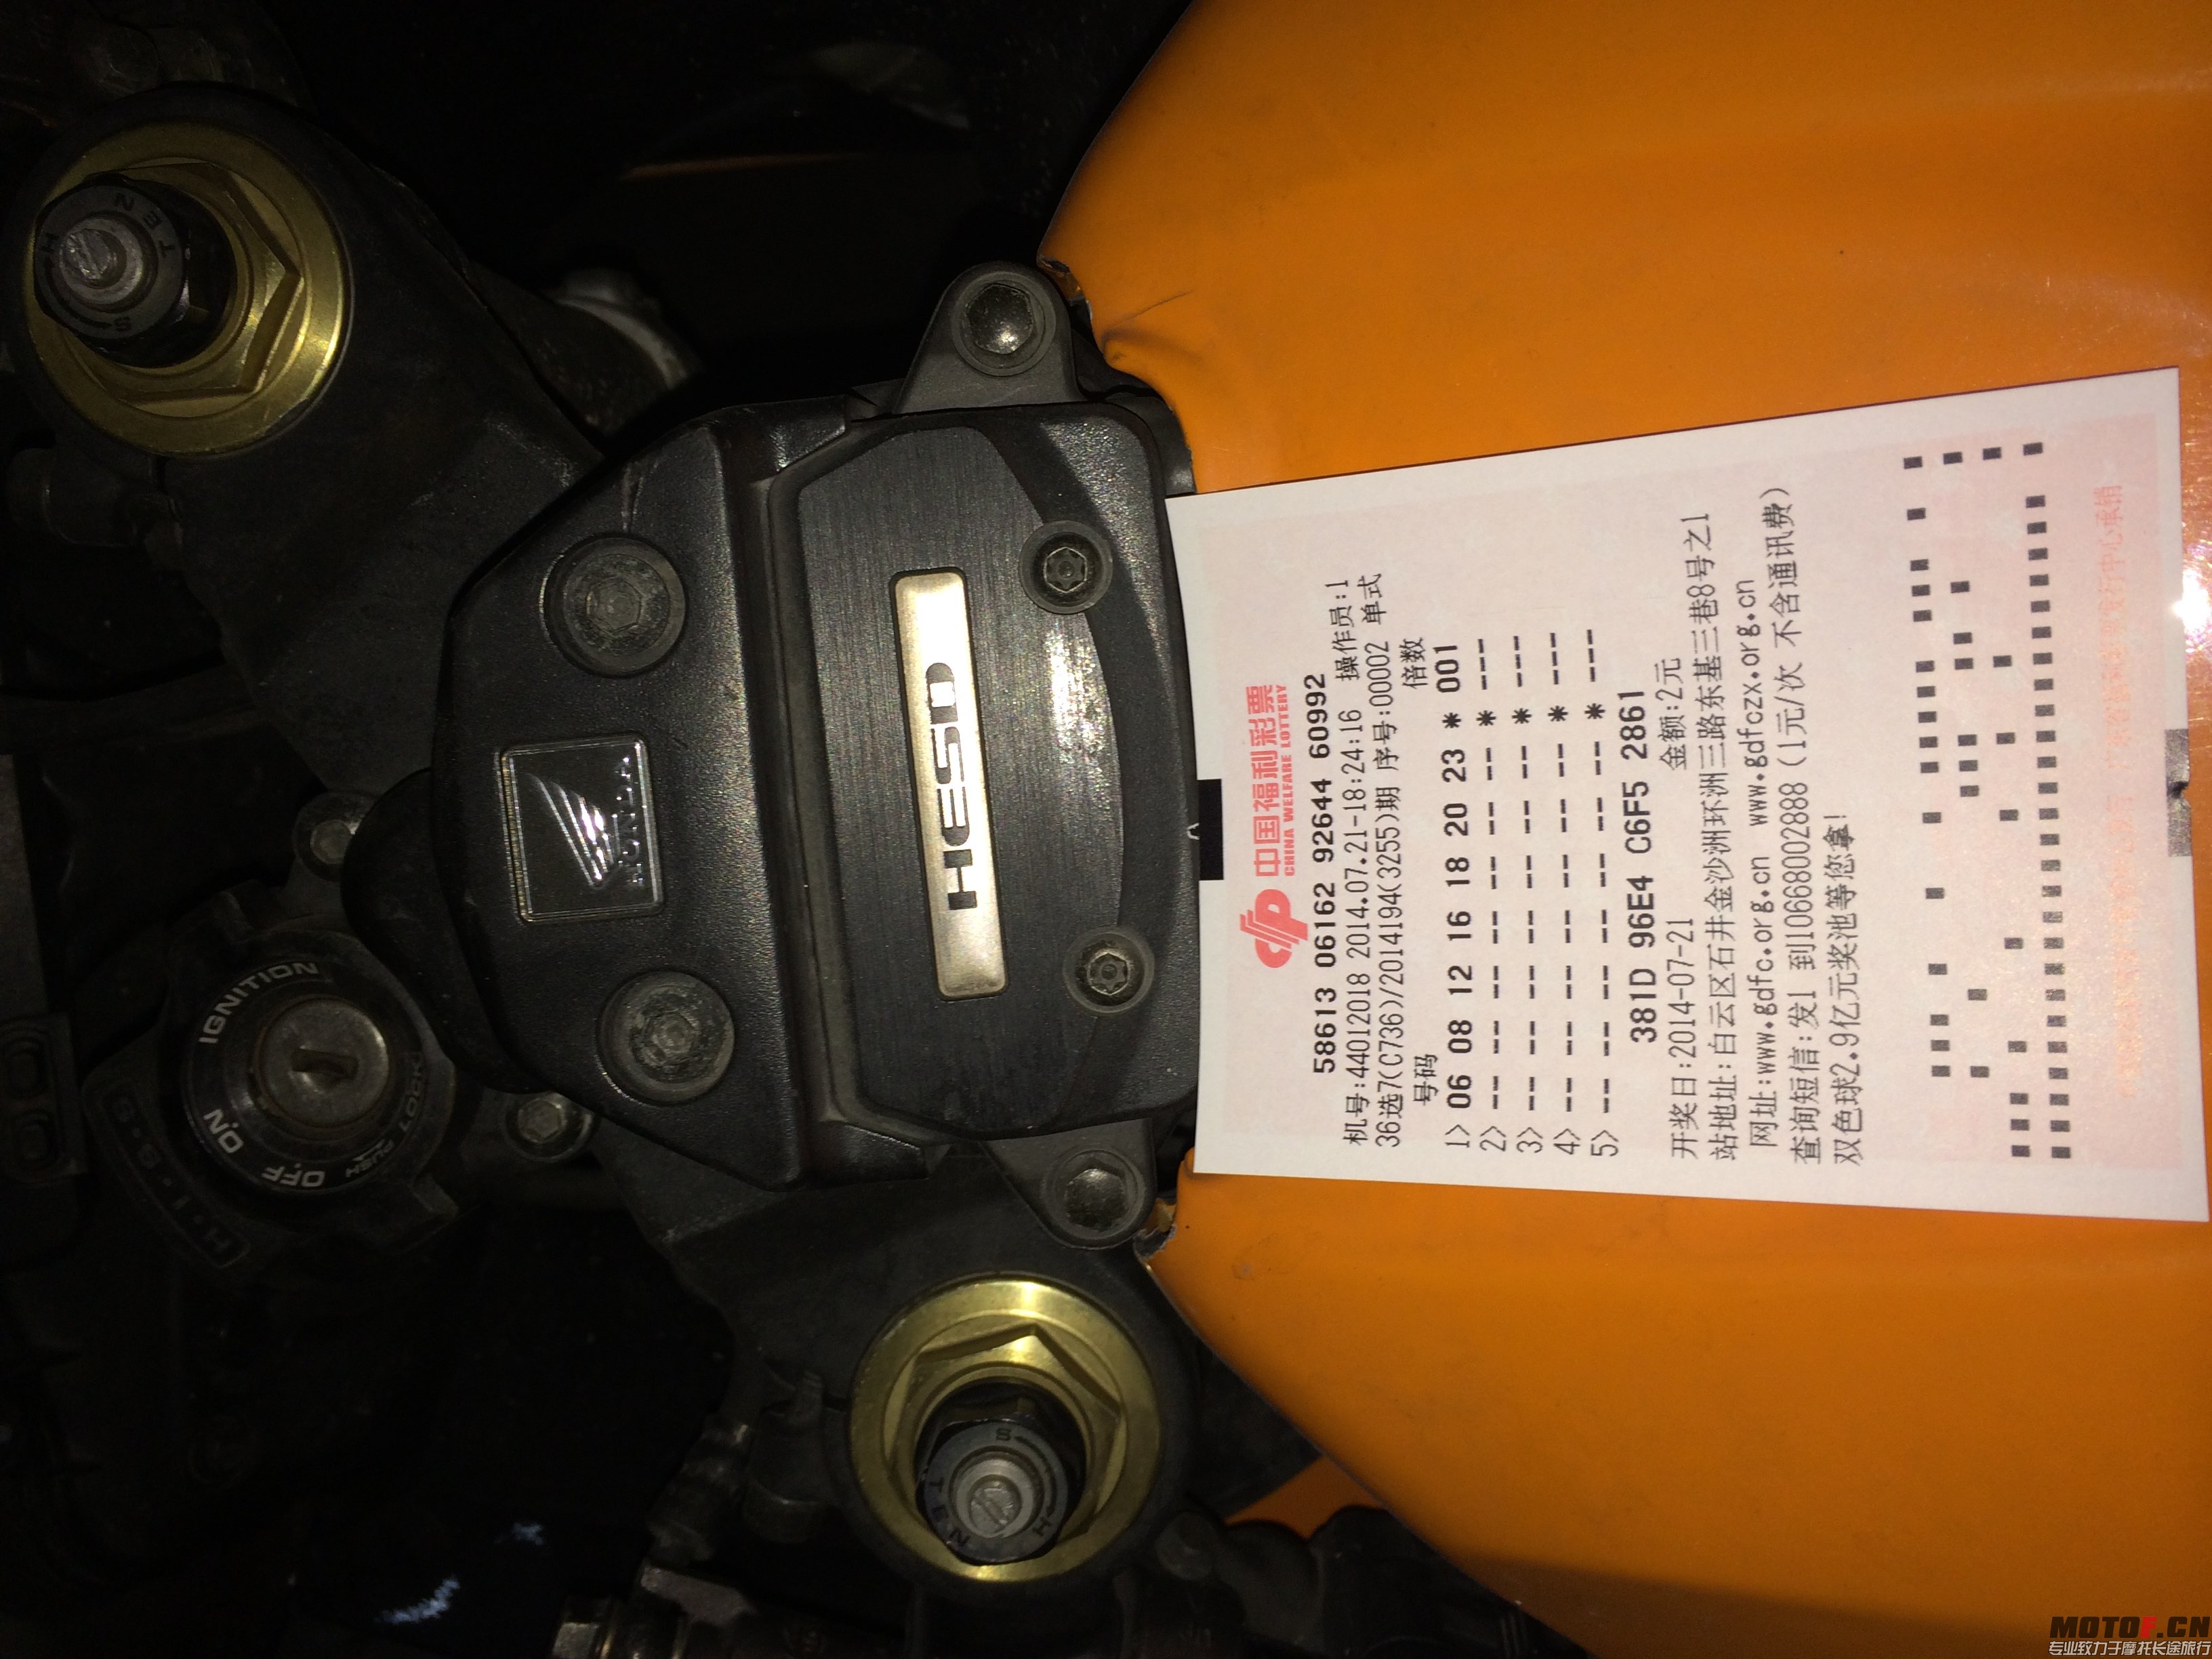 中国福利彩票
CHINA WELFARE LOTTERY
58613 06162 92644 60992
机号:44012018 2014.07.21-18:24:16 操作员:1
36选7(C736)/2014194(3255)期 序号:00002 单式
号码 倍数
1> 06 08 12 16 18 20 23 * 001
2> -- -- -- -- -- -- -- * ---
3> -- -- -- -- -- -- -- * ---
4> -- -- -- -- -- -- -- * ---
5> -- -- -- -- -- -- -- * ---
381D 96E4 C6F5 2861
开奖日:2014-07-21 金额:2元
站地址:白云区石井金沙洲环洲三路东基三巷8号之1
网址:www.gdfc.org.cn www.gdfczx.org.cn
查询短信:发1 到10668002888 (1元/次 不含通讯费)
双色球2.9亿元奖池等您拿!
HESD
HONDA
IGNITION
ON
OFF
LOCK
PUSH
H.I.S.S
TEN
S
H
TEN
S
H
MOTOF.CN
专业致力于摩托长途旅行